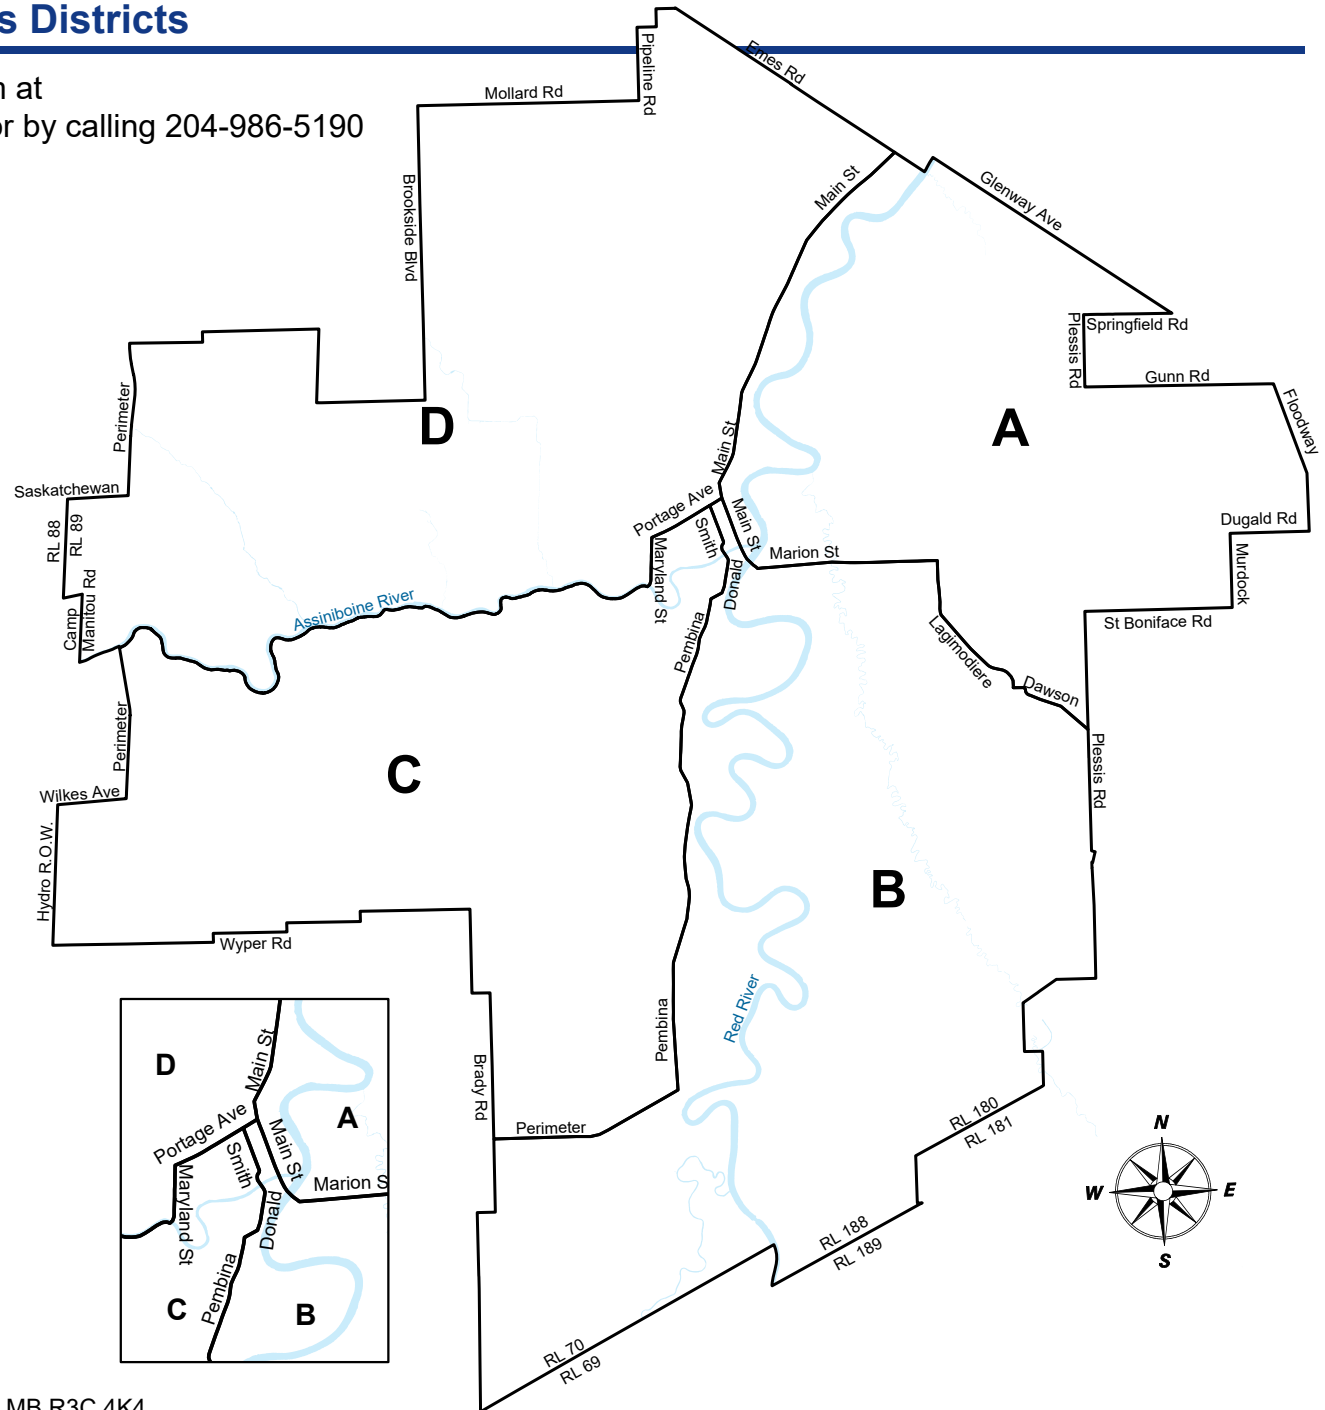 s Districts
n at
or by calling 204-986-5190
Pipeline Rd
Emes Rd
Mollard Rd
Brookside Blvd
Main St
Glenway Ave
Plessis Rd
Springfield Rd
Gunn Rd
Floodway
Perimeter
D
A
Main St
Saskatchewan
Portage Ave
Smith
Main St
Dugald Rd
RL 88
RL 89
Maryland St
Donald
Marion St
Murdock
Camp
Manitou Rd
Assiniboine River
Pembina
St Boniface Rd
Lagimodiere
Dawson
Perimeter
C
Plessis Rd
Wilkes Ave
Hydro R.O.W.
B
Wyper Rd
Red River
Pembina
Brady Rd
Perimeter
RL 180
RL 181
RL 188
RL 189
RL 70
RL 69
D
Main St
A
Portage Ave
Smith
Main St
Maryland St
Donald
Marion S
Pembina
C
B
N
W
E
S
MB R3C 4K4